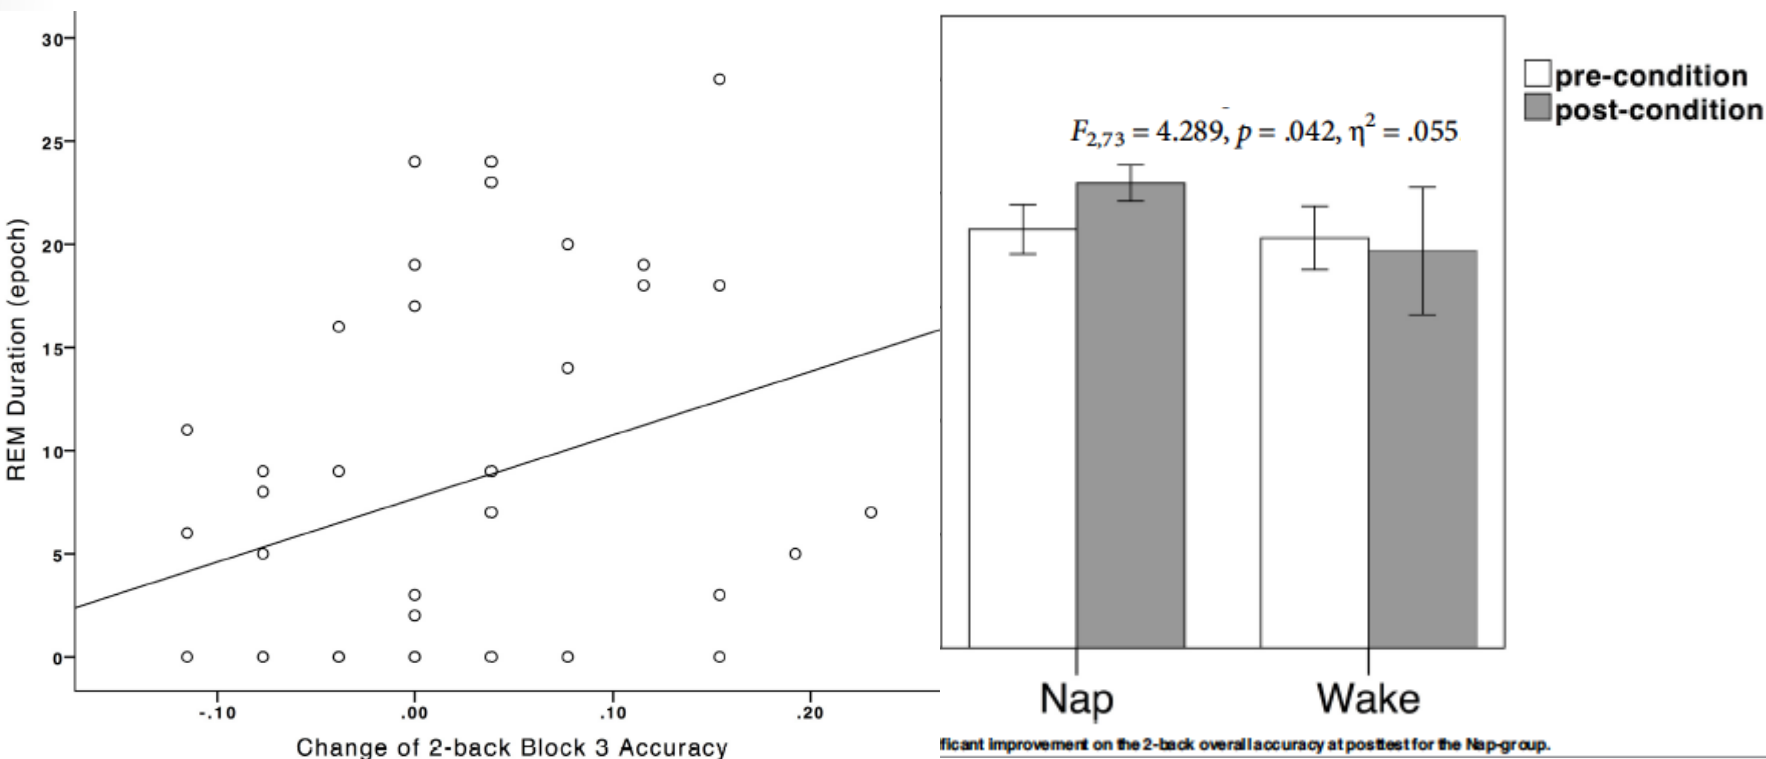 30
25
20
15
10
5
0
REM Duration (epoch)
-.10
.00
.10
.20
Change of 2-back Block 3 Accuracy
pre-condition
post-condition
F2,73 = 4.289, p = .042, η² = .055
Nap
Wake
ficant improvement on the 2-back overall accuracy at posttest for the Nap-group.